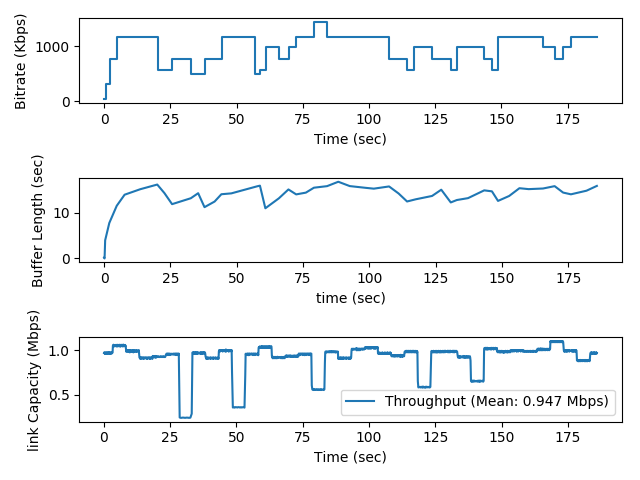 Bitrate (Kbps)
1000
0
0 25 50 75 100 125 150 175
Time (sec)
Buffer Length (sec)
10
0
0 25 50 75 100 125 150 175
time (sec)
link Capacity (Mbps)
1.0
0.5
Throughput (Mean: 0.947 Mbps)
0 25 50 75 100 125 150 175
Time (sec)